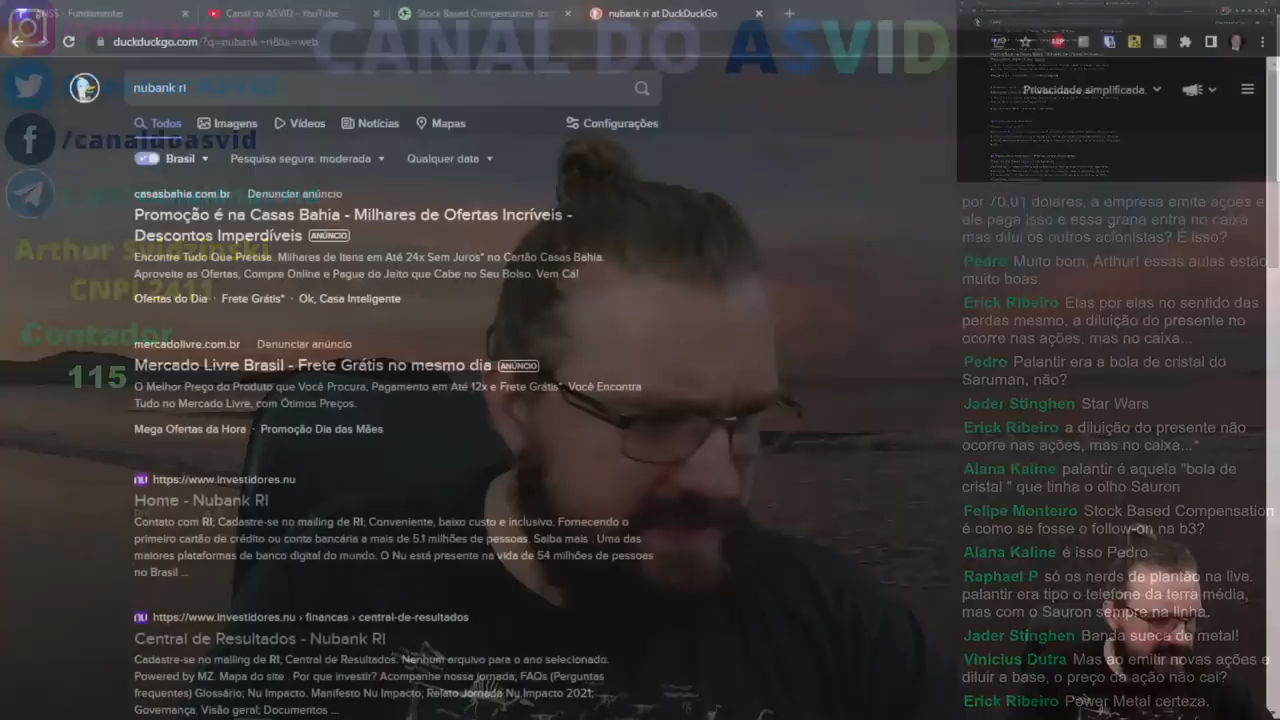 Fundamentei
Canal do ASVID - YouTube
Stock Based Compensation:
nubank ri at DuckDuckGo
CANAL DO ASVID
duckduckgo.com/?q=nubank+ri&ia=web
nubank ri
Privacidade simplificada.
/canaldoasvid
Todos
Imagens
Vídeos
Notícias
Mapas
Configurações
Brasil
Pesquisa segura: moderada
Qualquer data
Arthur
CNPI 2411
Contador
115
casasbahia.com.br Denunciar anúncio
Promoção é na Casas Bahia - Milhares de Ofertas Incríveis -
Descontos Imperdíveis ANÚNCIO
Encontre Tudo Que Precisa. Milhares de Itens em Até 24x Sem Juros* no Cartão Casas Bahia.
Aproveite as Ofertas, Compre Online e Pague do Jeito que Cabe no Seu Bolso. Vem Cá!
Ofertas do Dia · Frete Grátis* · Ok, Casa Inteligente
mercadolivre.com.br Denunciar anúncio
Mercado Livre Brasil - Frete Grátis no mesmo dia ANÚNCIO
O Melhor Preço do Produto que Você Procura, Pagamento em Até 12x e Frete Grátis*. Você Encontra
Tudo no Mercado Livre, com Ótimos Preços.
Mega Ofertas da Hora · Promoção Dia das Mães
nu https://www.investidores.nu
Home - Nubank RI
Contato com RI; Cadastre-se no mailing de RI; Conveniente, baixo custo e inclusivo. Fornecendo o
primeiro cartão de crédito ou conta bancária a mais de 5.1 milhões de pessoas. Saiba mais . Uma das
maiores plataformas de banco digital do mundo. O Nu está presente na vida de 54 milhões de pessoas
no Brasil ...
nu https://www.investidores.nu › financas › central-de-resultados
Central de Resultados - Nubank RI
Cadastre-se no mailing de RI; Central de Resultados. Nenhum arquivo para o ano selecionado.
Powered by MZ. Mapa do site . Por que investir? Acompanhe nossa jornada; FAQs (Perguntas
frequentes) Glossário; Nu Impacto. Manifesto Nu Impacto; Relato Jornada Nu Impacto 2021;
Governança. Visão geral; Documentos ...
por 70,01 dólares, a empresa emite ações e
ele paga isso e essa grana entra no caixa
mas dilui os outros acionistas? É isso?
Pedro Muito bom, Arthur! essas aulas estão
muito boas
Erick Ribeiro Elas por elas no sentido das
perdas mesmo, a diluição do presente no
ocorre nas ações, mas no caixa...
Pedro Palantir era a bola de cristal do
Saruman, não?
Jader Stinghen Star Wars
Erick Ribeiro a diluição do presente não
ocorre nas ações, mas no caixa...*
Alana Kaline palantir é aquela "bola de
cristal " que tinha o olho Sauron
Felipe Monteiro Stock Based Compensation
é como se fosse o follow-on na b3?
Alana Kaline é isso Pedro
Raphael P só os nerds de plantão na live.
palantir era tipo o telefone da terra média,
mas com o Sauron sempre na linha.
Jader Stinghen Banda sueca de metal!
Vinícius Dutra Mas ao emitir novas ações e
diluir a base, o preço da ação não cai?
Erick Ribeiro Power Metal certeza.